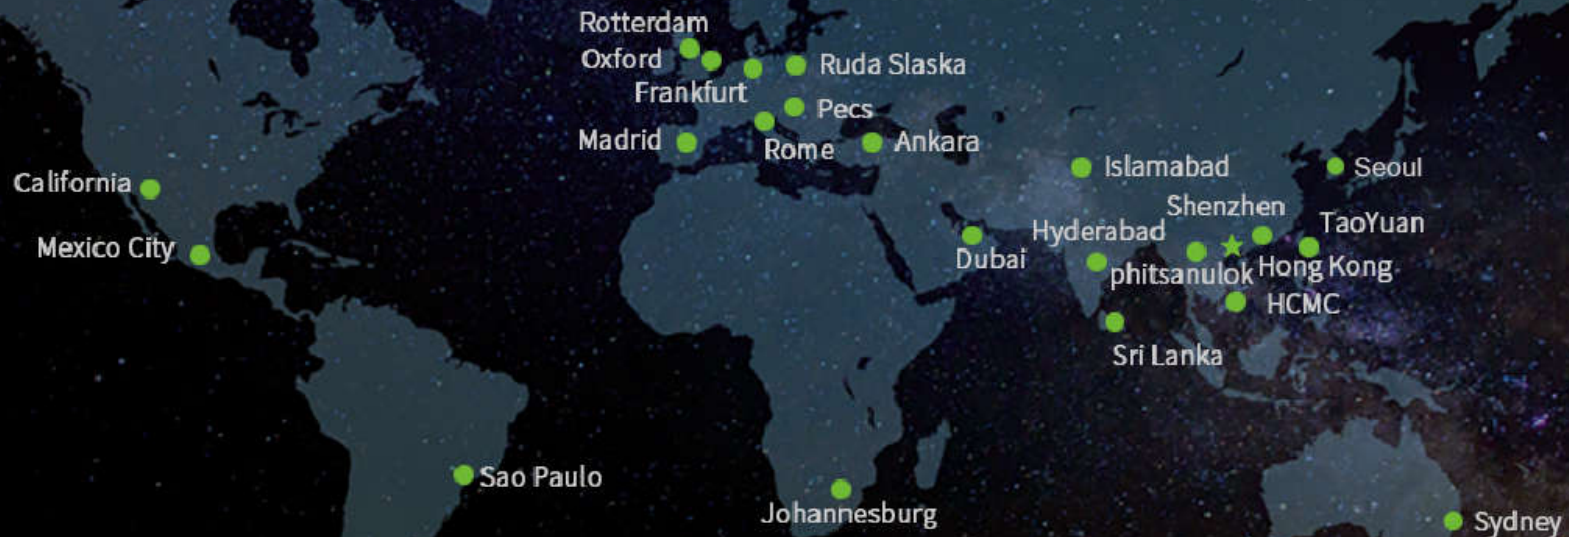 Rotterdam
Oxford
Ruda Slaska
Frankfurt
Pecs
Madrid
Rome
Ankara
California
Islamabad
Seoul
Shenzhen
TaoYuan
Mexico City
Hyderabad
Dubai
phitsanulok
Hong Kong
HCMC
Sri Lanka
Sao Paulo
Johannesburg
Sydney